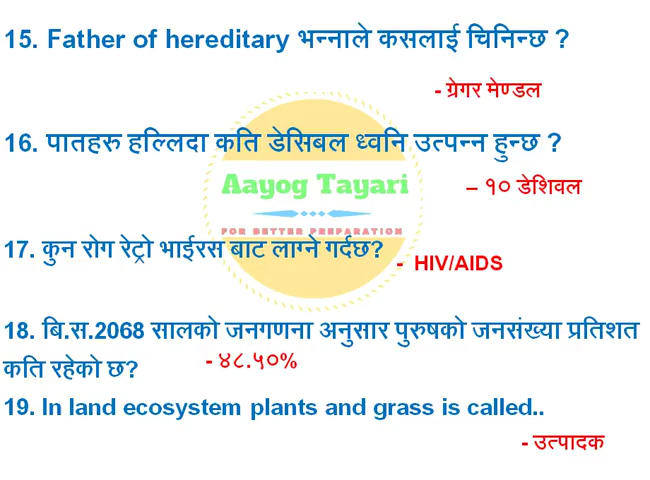 15. Father of hereditary भन्नाले कसलाई चिनिन्छ ?
- ग्रेगर मेण्डल
16. पातहरु हल्लिदा कति डेसिबल ध्वनि उत्पन्न हुन्छ ?
Aayog Tayari
– १० डेशिवल
FOR BETTER PREPARATION
17. कुन रोग रेट्रो भाईरस बाट लाग्ने गर्दछ?
- HIV/AIDS
18. बि.स.2068 सालको जनगणना अनुसार पुरुषको जनसंख्या प्रतिशत
कति रहेको छ?
- ४८.५०%
19. In land ecosystem plants and grass is called..
- उत्पादक